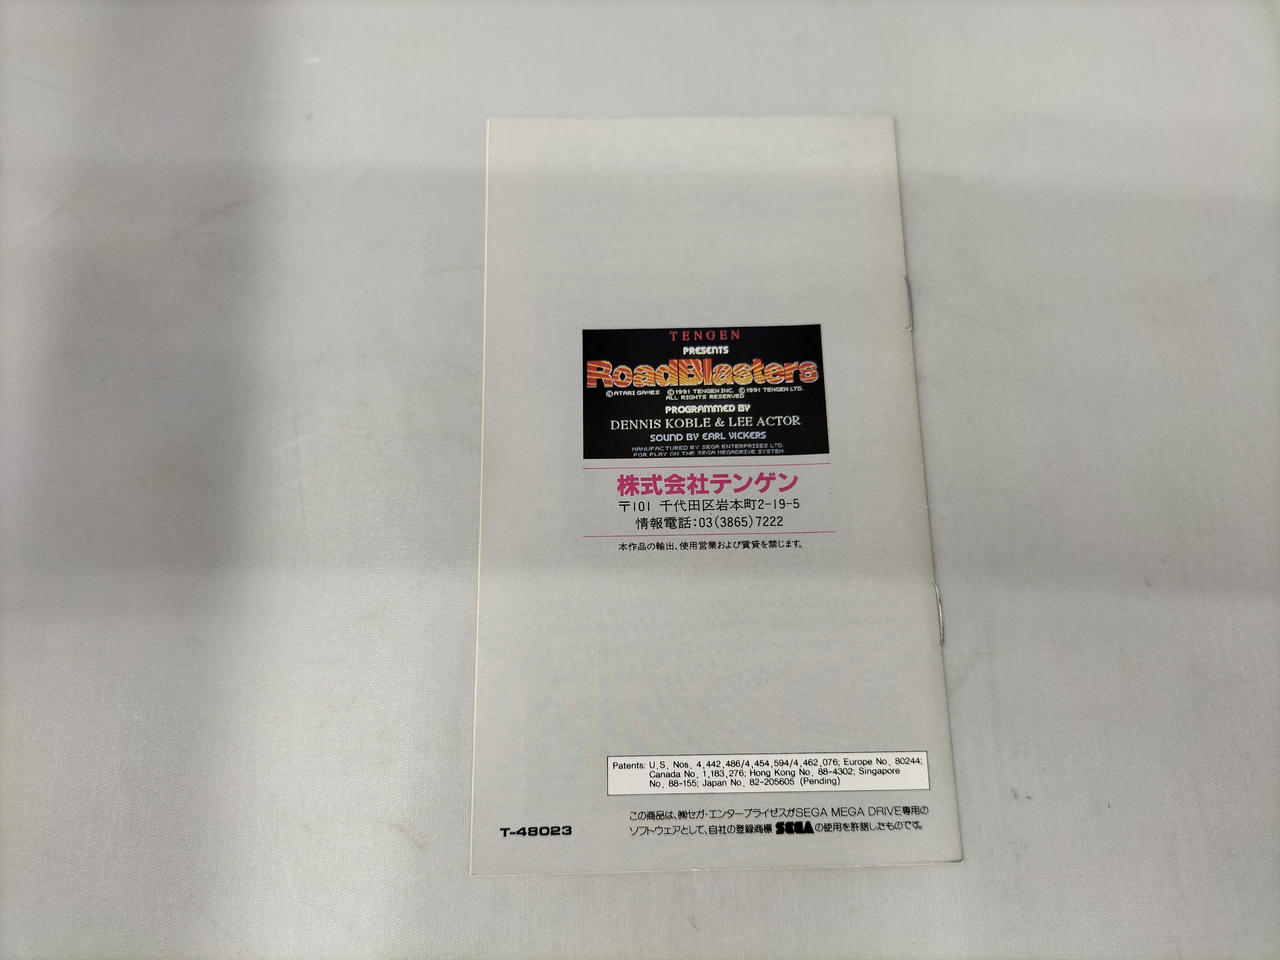 TENGEN
PRESENTS
RoadBlasters
©ATARI GAMES ©1991 TENGEN INC. ©1991 TENGEN LTD.
ALL RIGHTS RESERVED
PROGRAMMED BY
DENNIS KOBLE & LEE ACTOR
SOUND BY EARL VICKERS
MANUFACTURED BY SEGA ENTERPRISES LTD.
FOR PLAY ON THE SEGA MEGADRIVE SYSTEM
株式会社テンゲン
〒101 千代田区岩本町2-19-5
情報電話:03(3865)7222
本作品の輸出、使用営業および賃貸を禁じます。
Patents: U.S. Nos. 4,442,486/4,454,594/4,462,076; Europe No. 80244;
Canada No. 1,183,276; Hong Kong No. 88-4302; Singapore
No. 88-155; Japan No. 82-205605 (Pending)
この商品は、㈱セガ・エンタープライゼスがSEGA MEGA DRIVE専用の
ソフトウェアとして、自社の登録商標 SEGA の使用を許諾したものです。
T-48023